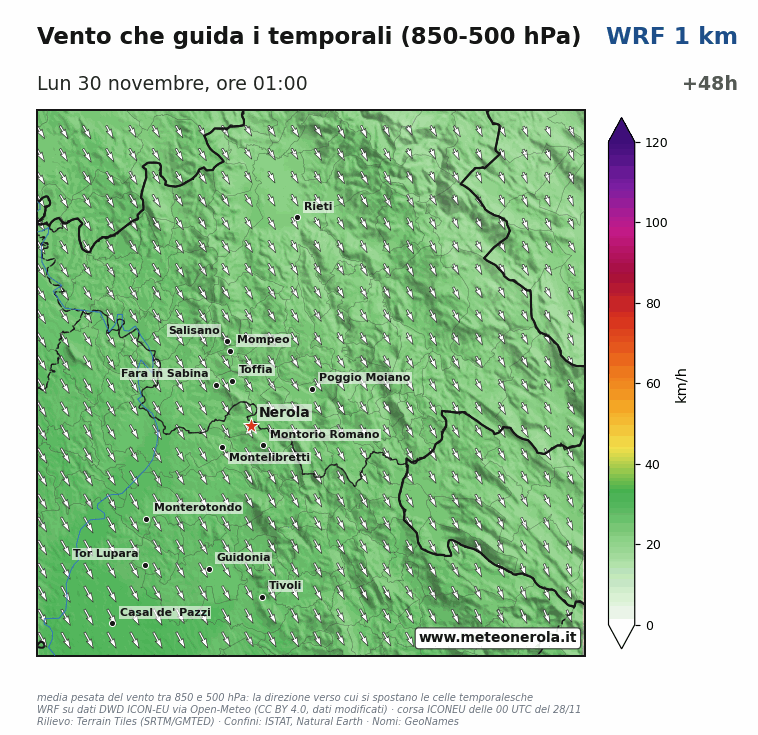 Vento che guida i temporali (850-500 hPa) WRF 1 km
Lun 30 novembre, ore 01:00 +48h
Rieti
Salisano
Mompeo
Toffia
Fara in Sabina
Poggio Moiano
Nerola
Montorio Romano
Montelibretti
Monterotondo
Tor Lupara
Guidonia
Tivoli
Casal de' Pazzi
www.meteonerola.it
120
100
80
60
40
20
0
km/h
media pesata del vento tra 850 e 500 hPa: la direzione verso cui si spostano le celle temporalesche
WRF su dati DWD ICON-EU via Open-Meteo (CC BY 4.0, dati modificati) · corsa ICONEU delle 00 UTC del 28/11
Rilievo: Terrain Tiles (SRTM/GMTED) · Confini: ISTAT, Natural Earth · Nomi: GeoNames